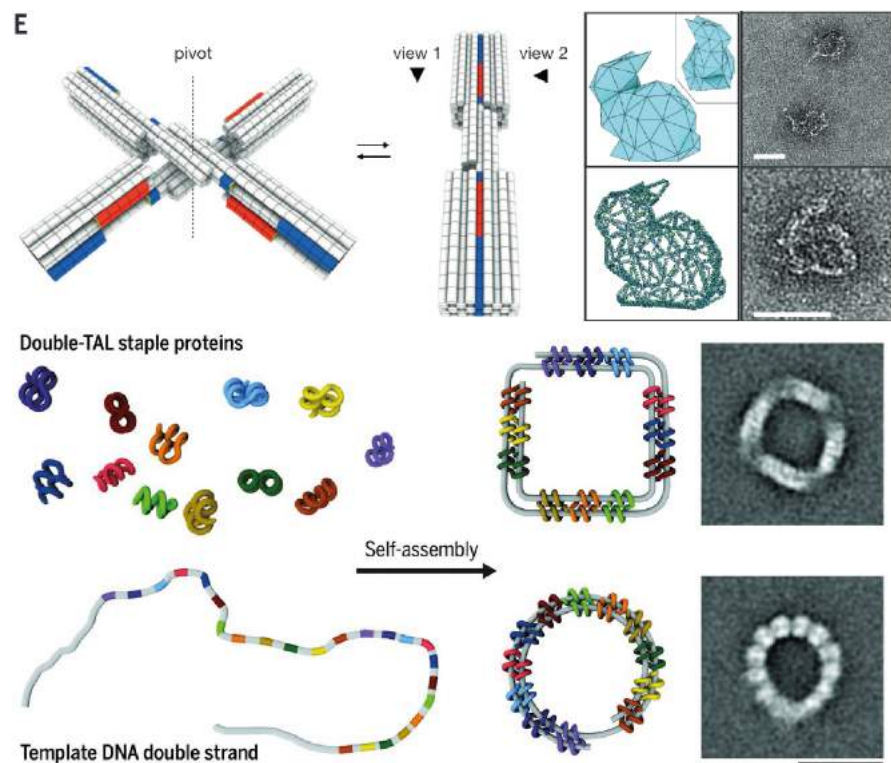 E
pivot
view 1
view 2
Double-TAL staple proteins
Self-assembly
Template DNA double strand